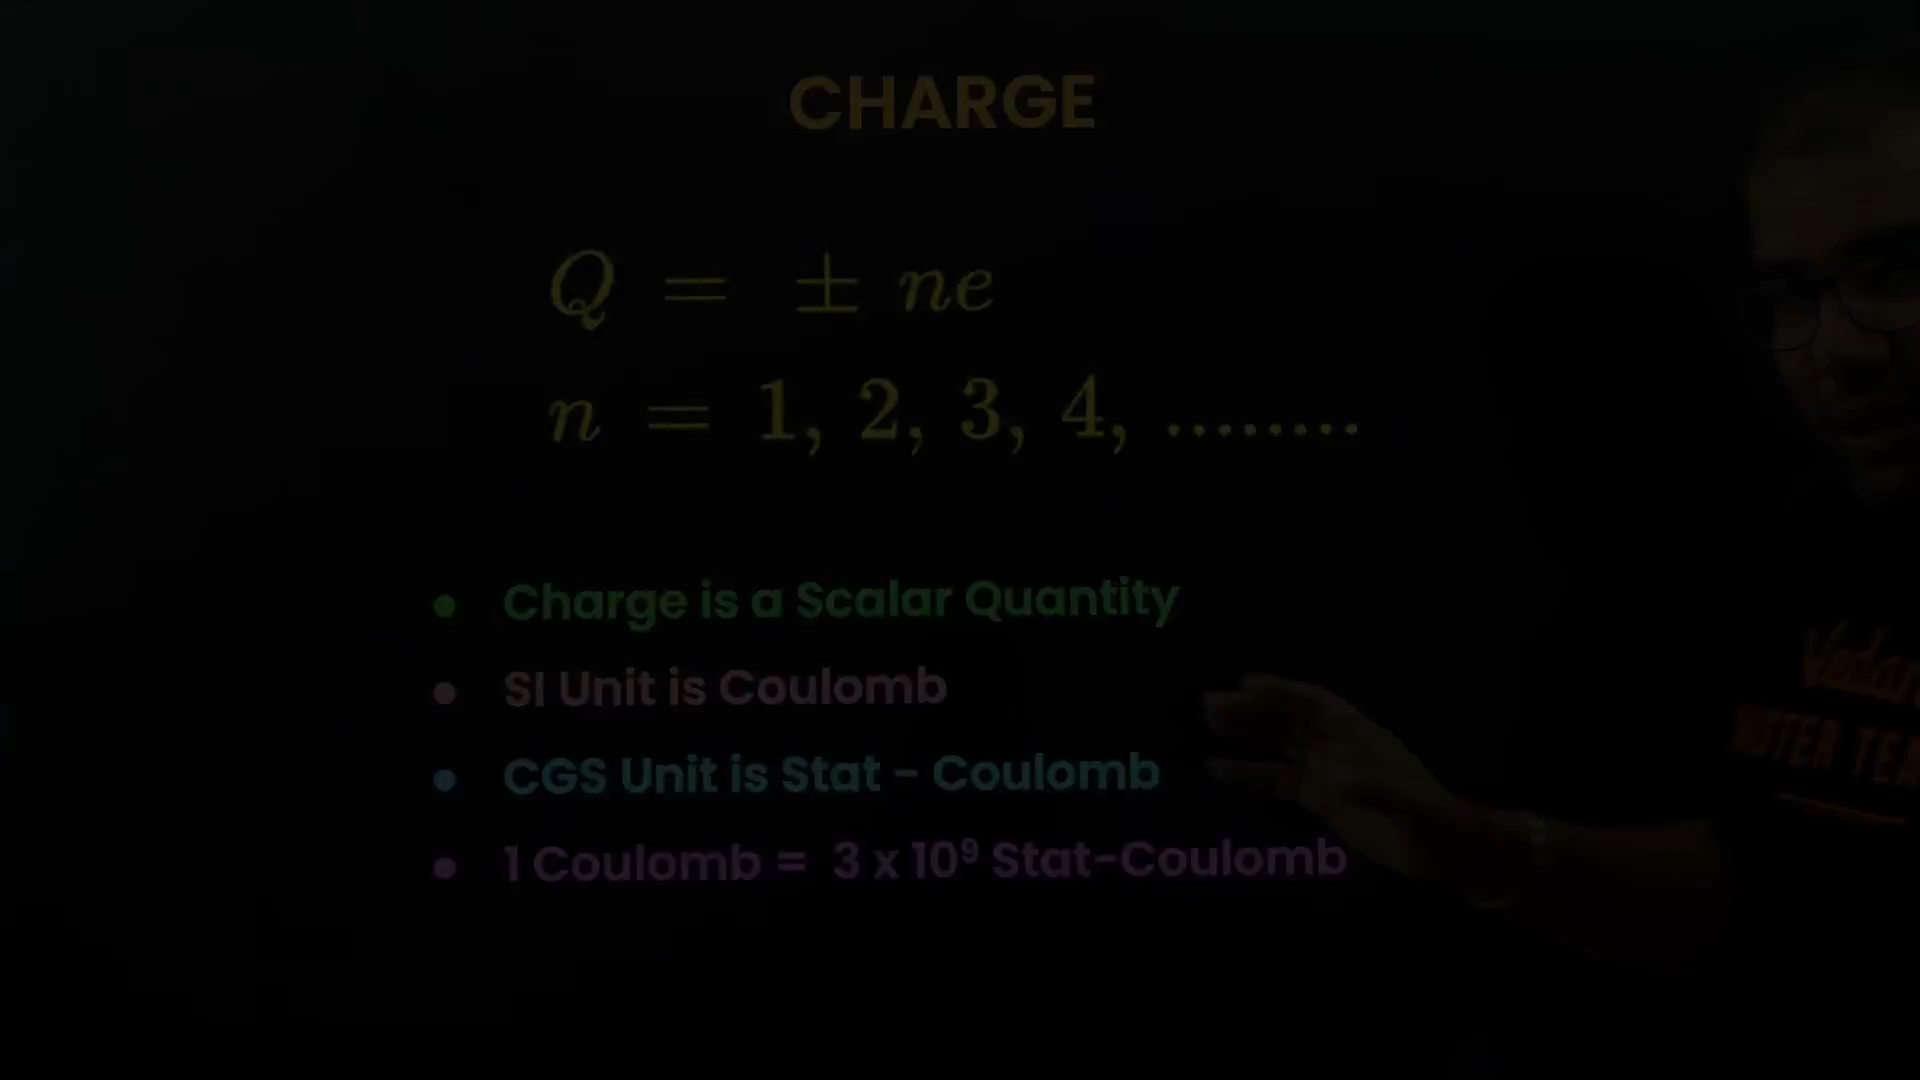 CHARGE
Q = ± ne
n = 1, 2, 3, 4, ........
• Charge is a Scalar Quantity
• SI Unit is Coulomb
• CGS Unit is Stat - Coulomb
• 1 Coulomb = 3 x 10⁹ Stat-Coulomb